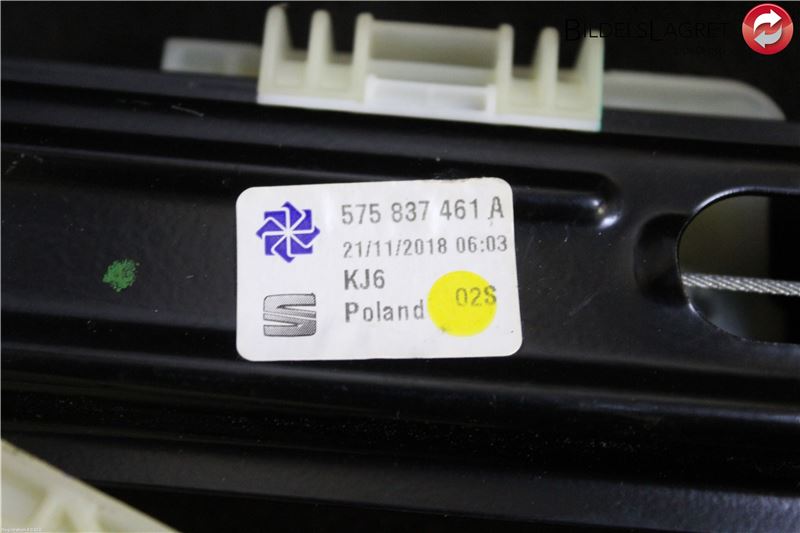 BILDELSLAGRET
575 837 461 A
21/11/2018 06:03
KJ6
Poland 02S